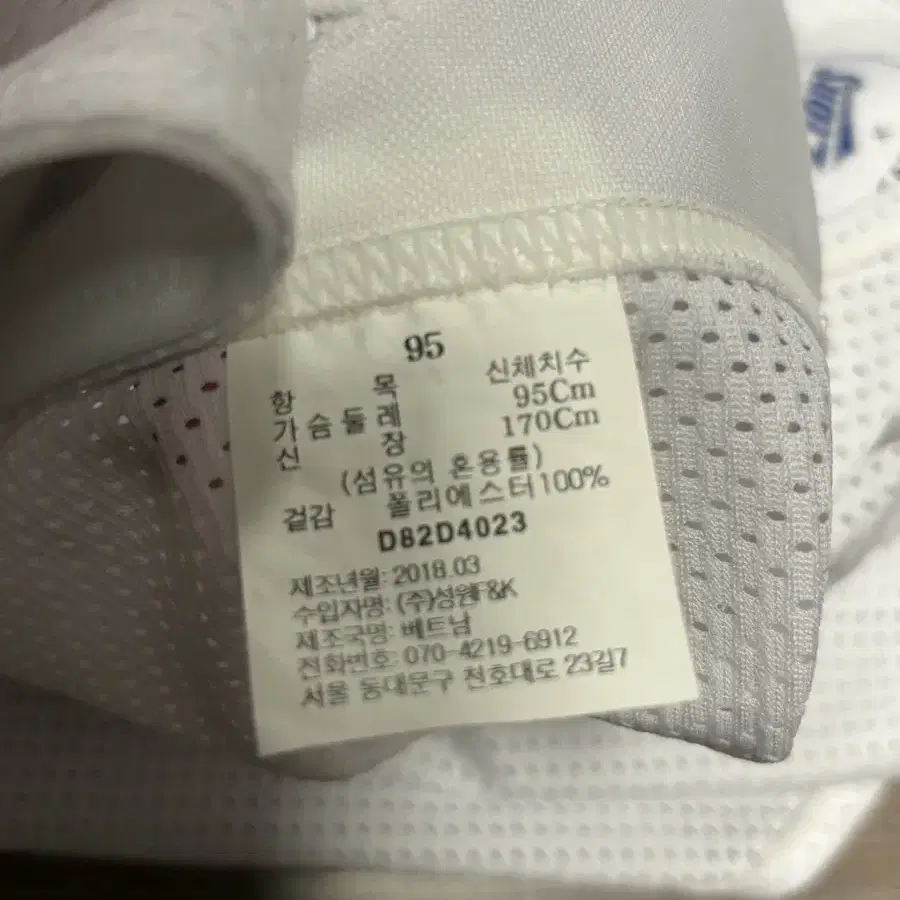 95
항 목 신체치수
가슴둘레 95Cm
신 장 170Cm
(섬유의 혼용률)
겉감 폴리에스터100%
D82D4023
제조년월: 2018.03
수입자명: (주)성원F&K
제조국명: 베트남
전화번호: 070-4219-6912
서울 동대문구 천호대로 23길7